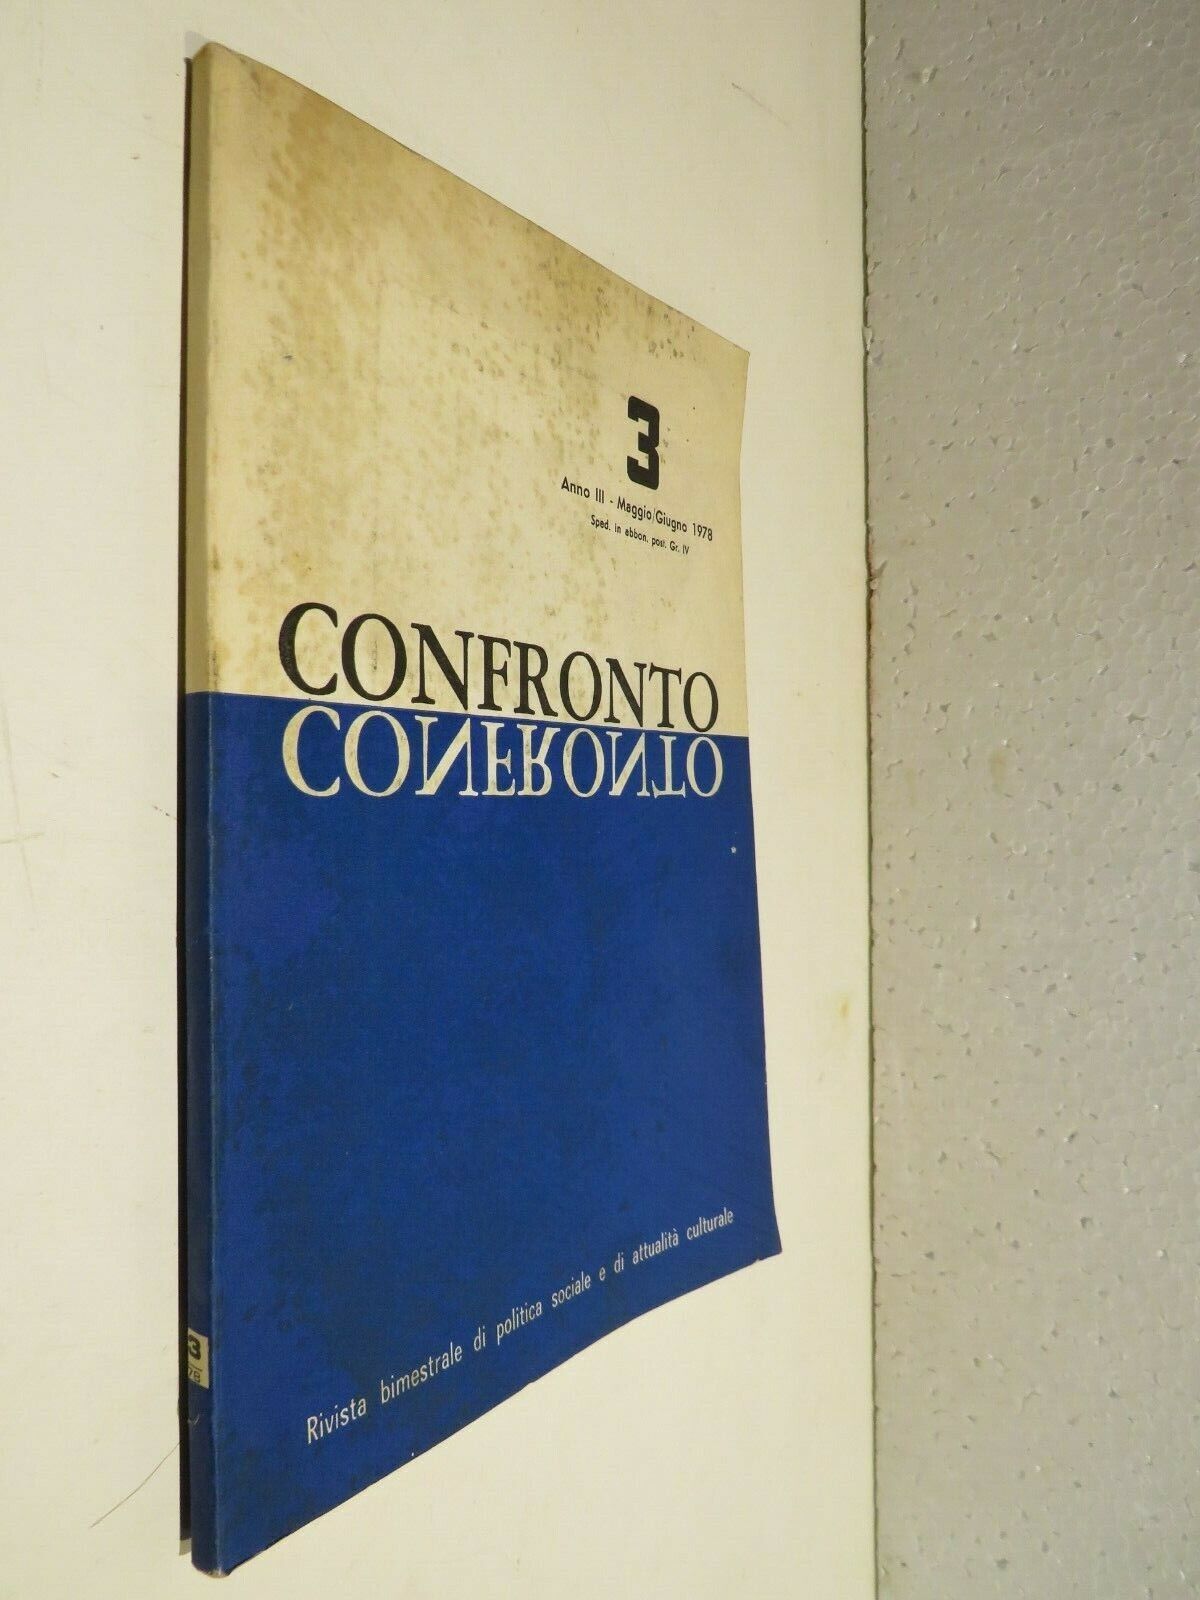 3
Anno III - Maggio/Giugno 1978
Sped. in abbon. post. Gr. IV
CONFRONTO
CONFRONTO
Rivista bimestrale di politica sociale e di attualità culturale
3
78